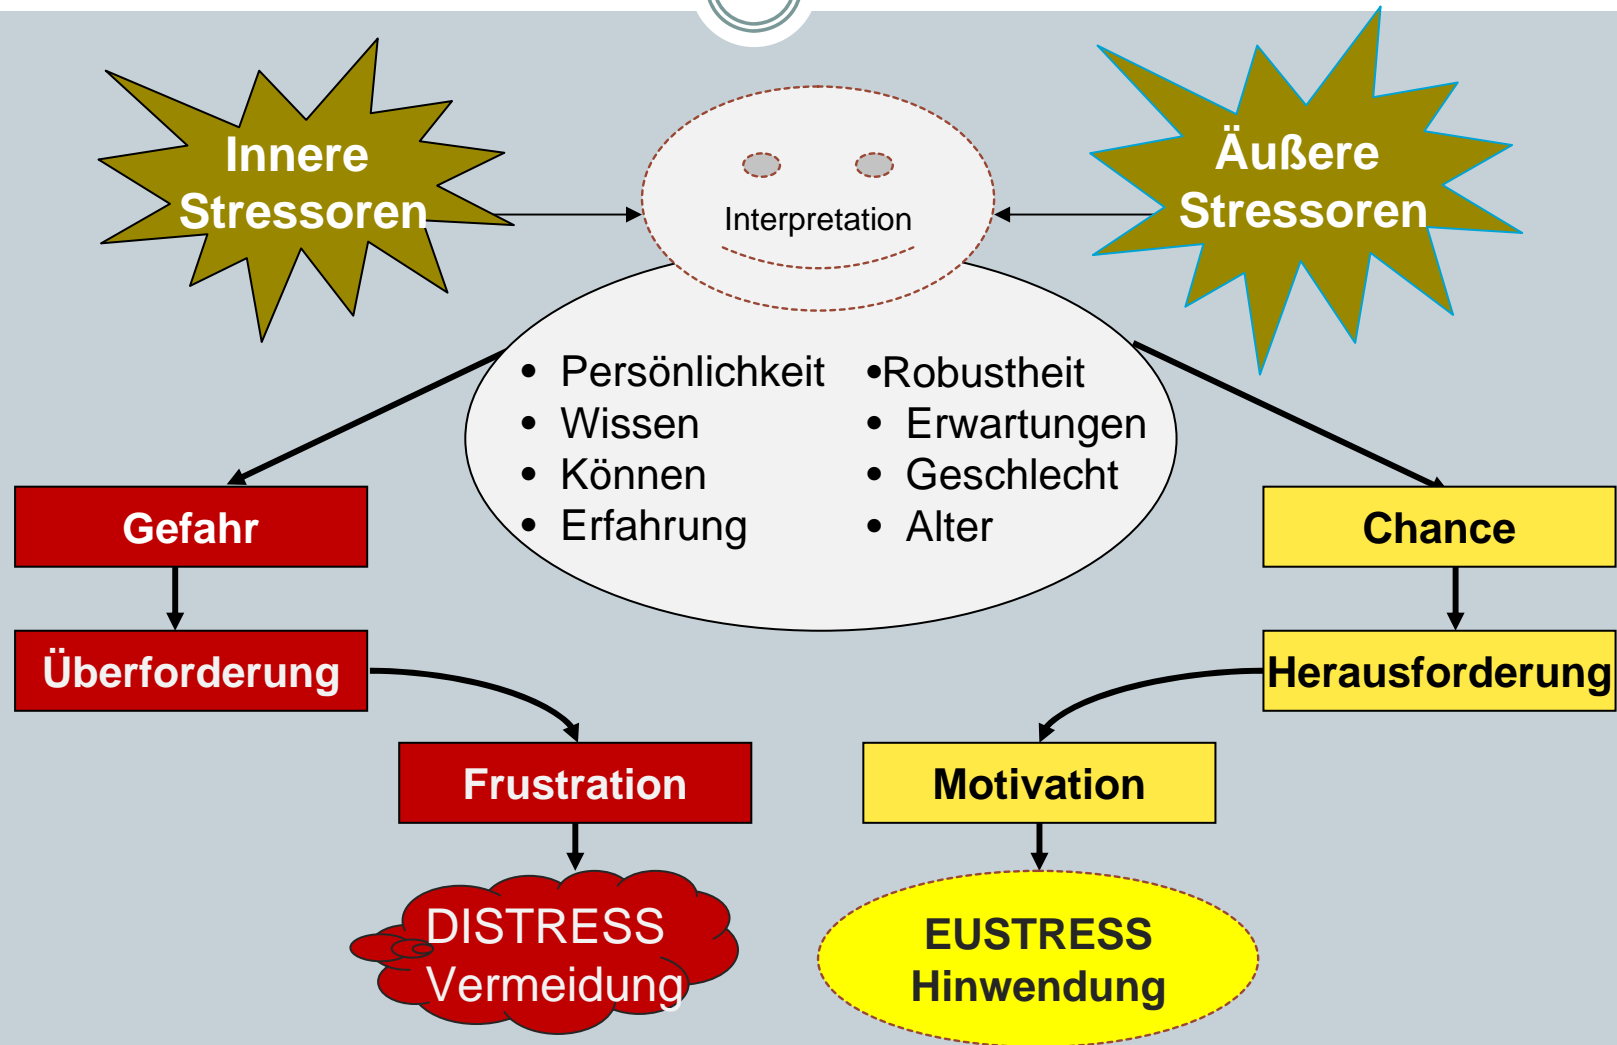 Innere
Stressoren
Interpretation
Äußere
Stressoren
• Persönlichkeit
• Wissen
• Können
• Erfahrung
•Robustheit
• Erwartungen
• Geschlecht
• Alter
Gefahr
Chance
Überforderung
Herausforderung
Frustration
Motivation
DISTRESS
Vermeidung
EUSTRESS
Hinwendung